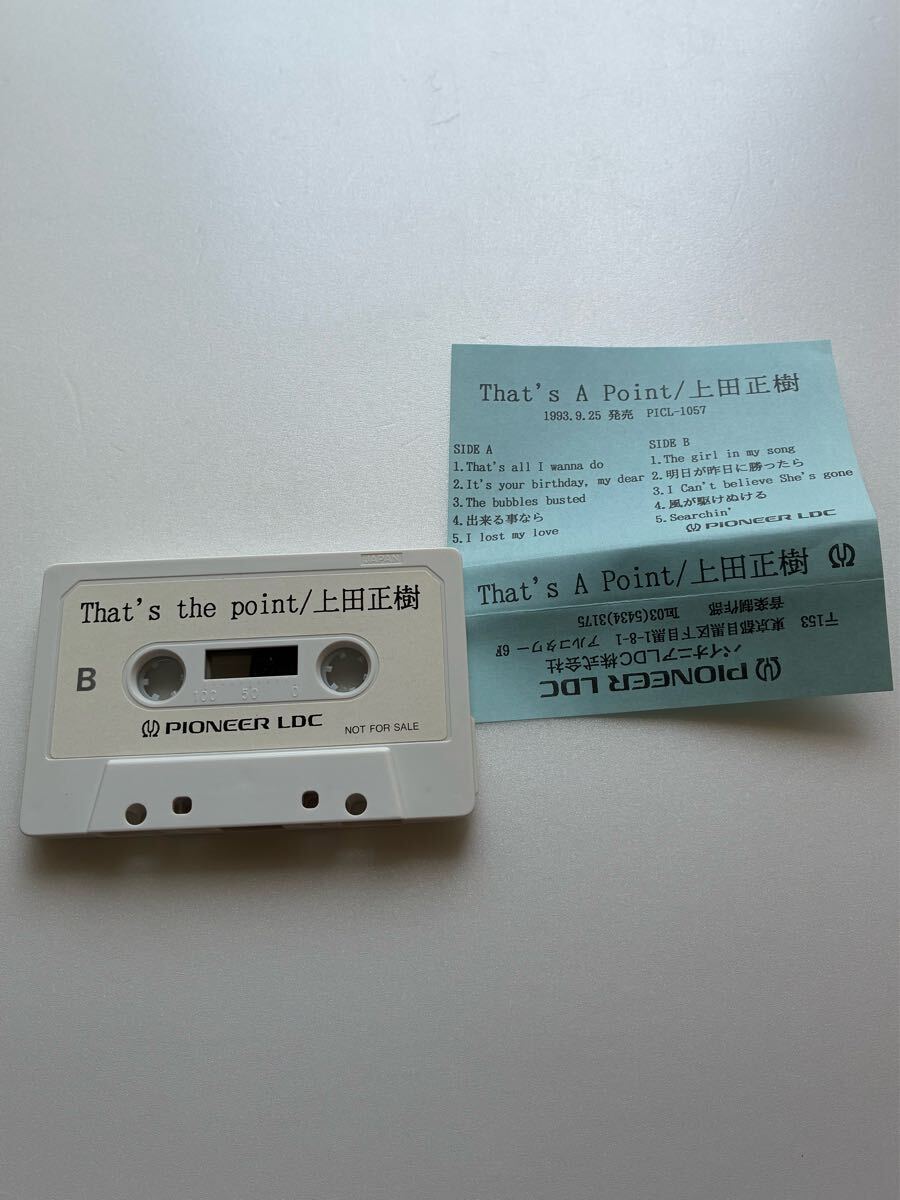 That's A Point/上田正樹
1993.9.25 発売 PICL-1057
SIDE A
1.That's all I wanna do
2.It's your birthday, my dear
3.The bubbles busted
4.出来る事なら
5.I lost my love
SIDE B
1.The girl in my song
2.明日が昨日に勝ったら
3.I Can't believe She's gone
4.風が駆けぬける
5.Searchin'
PIONEER LDC
That's A Point/上田正樹
PIONEER LDC
パイオニアLDC株式会社
〒153 東京都目黒区下目黒1-8-1 アルコタワー 6F
音楽制作部 ℡03(5434)3175
JAPAN
That's the point/上田正樹
B
100 50 0
PIONEER LDC
NOT FOR SALE